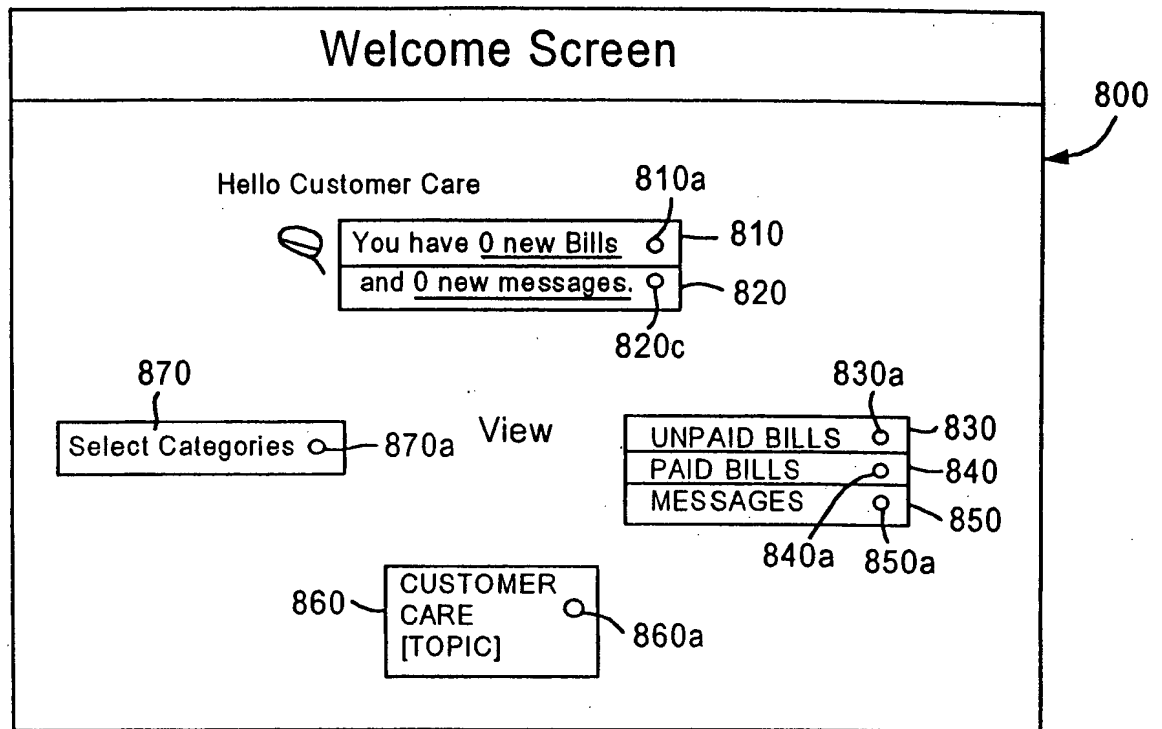 Welcome Screen
800
Hello Customer Care
810a
You have 0 new Bills
810
and 0 new messages.
820
820c
870
830a
Select Categories
870a
View
UNPAID BILLS
830
PAID BILLS
840
MESSAGES
850
840a
850a
860
CUSTOMER
CARE
[TOPIC]
860a